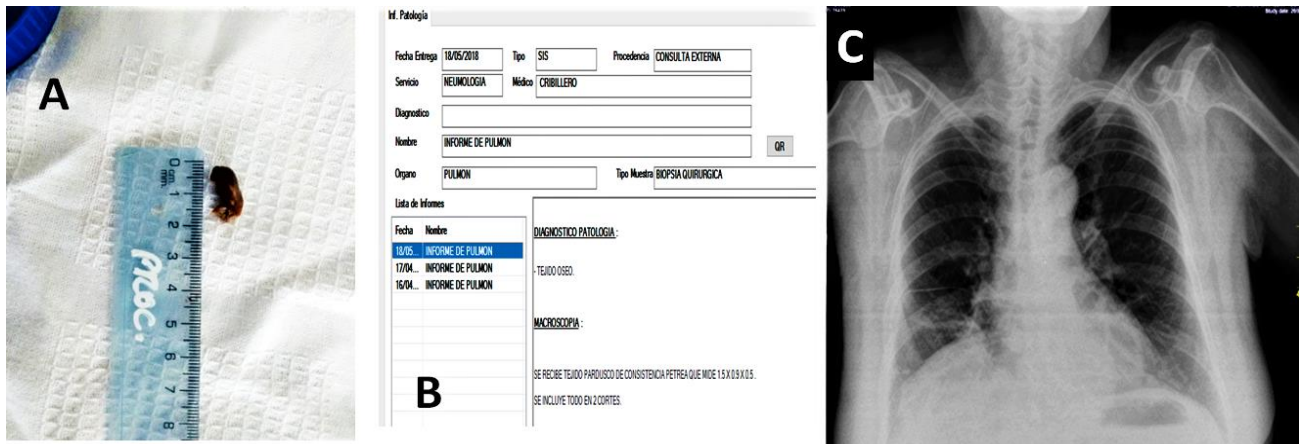 A
0 cm
mm.
1
2
3
4
5
6
7
8
PROC.
Inf. Patología
Fecha Entrega 18/05/2018 Tipo SIS Procedencia CONSULTA EXTERNA
Servicio NEUMOLOGIA Médico CRIBILLERO
Diagnostico
Nombre INFORME DE PULMON QR
Organo PULMON Tipo Muestra BIOPSIA QUIRURGICA
Lista de Informes
Fecha Nombre
18/05... INFORME DE PULMON
17/04... INFORME DE PULMON
16/04... INFORME DE PULMON
DIAGNOSTICO PATOLOGIA :
- TEJIDO OSEO.
MACROSCOPIA :
SE RECIBE TEJIDO PARDUSCO DE CONSISTENCIA PETREA QUE MIDE 1.5 X 0.9 X 0.5 .
SE INCLUYE TODO EN 2 CORTES.
B
C